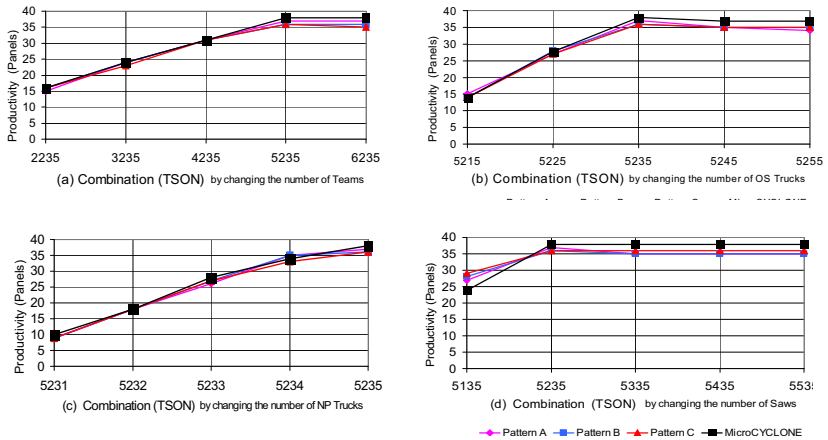 40
35
30
25
20
15
10
5
0
Productivity (Panels)
2235 3235 4235 5235 6235
(a) Combination (TSON) by changing the number of Teams
40
35
30
25
20
15
10
5
0
Productivity (Panels)
5215 5225 5235 5245 5255
(b) Combination (TSON) by changing the number of OS Trucks
40
35
30
25
20
15
10
5
0
Productivity (Panels)
5231 5232 5233 5234 5235
(c) Combination (TSON) by changing the number of NP Trucks
40
35
30
25
20
15
10
5
0
Productivity (Panels)
5135 5235 5335 5435 5535
(d) Combination (TSON) by changing the number of Saws
Pattern A Pattern B Pattern C MicroCYCLONE